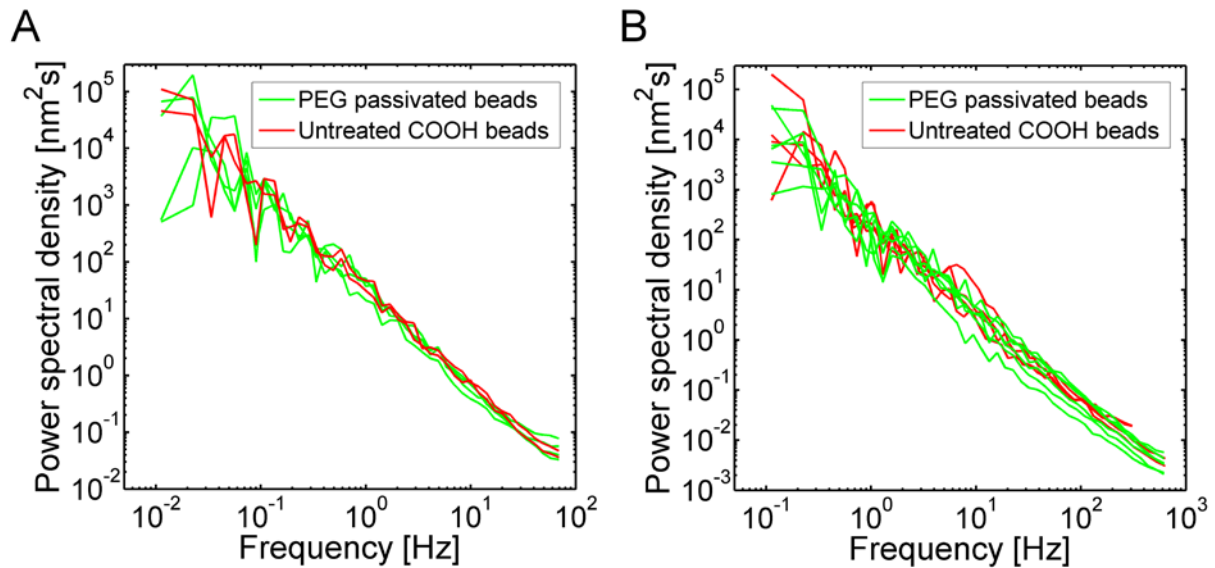 A
Power spectral density [nm²s]
10⁵
10⁴
10³
10²
10¹
10⁰
10⁻¹
10⁻²
PEG passivated beads
Untreated COOH beads
10⁻² 10⁻¹ 10⁰ 10¹ 10²
Frequency [Hz]
B
Power spectral density [nm²s]
10⁵
10⁴
10³
10²
10¹
10⁰
10⁻¹
10⁻²
10⁻³
PEG passivated beads
Untreated COOH beads
10⁻¹ 10⁰ 10¹ 10² 10³
Frequency [Hz]